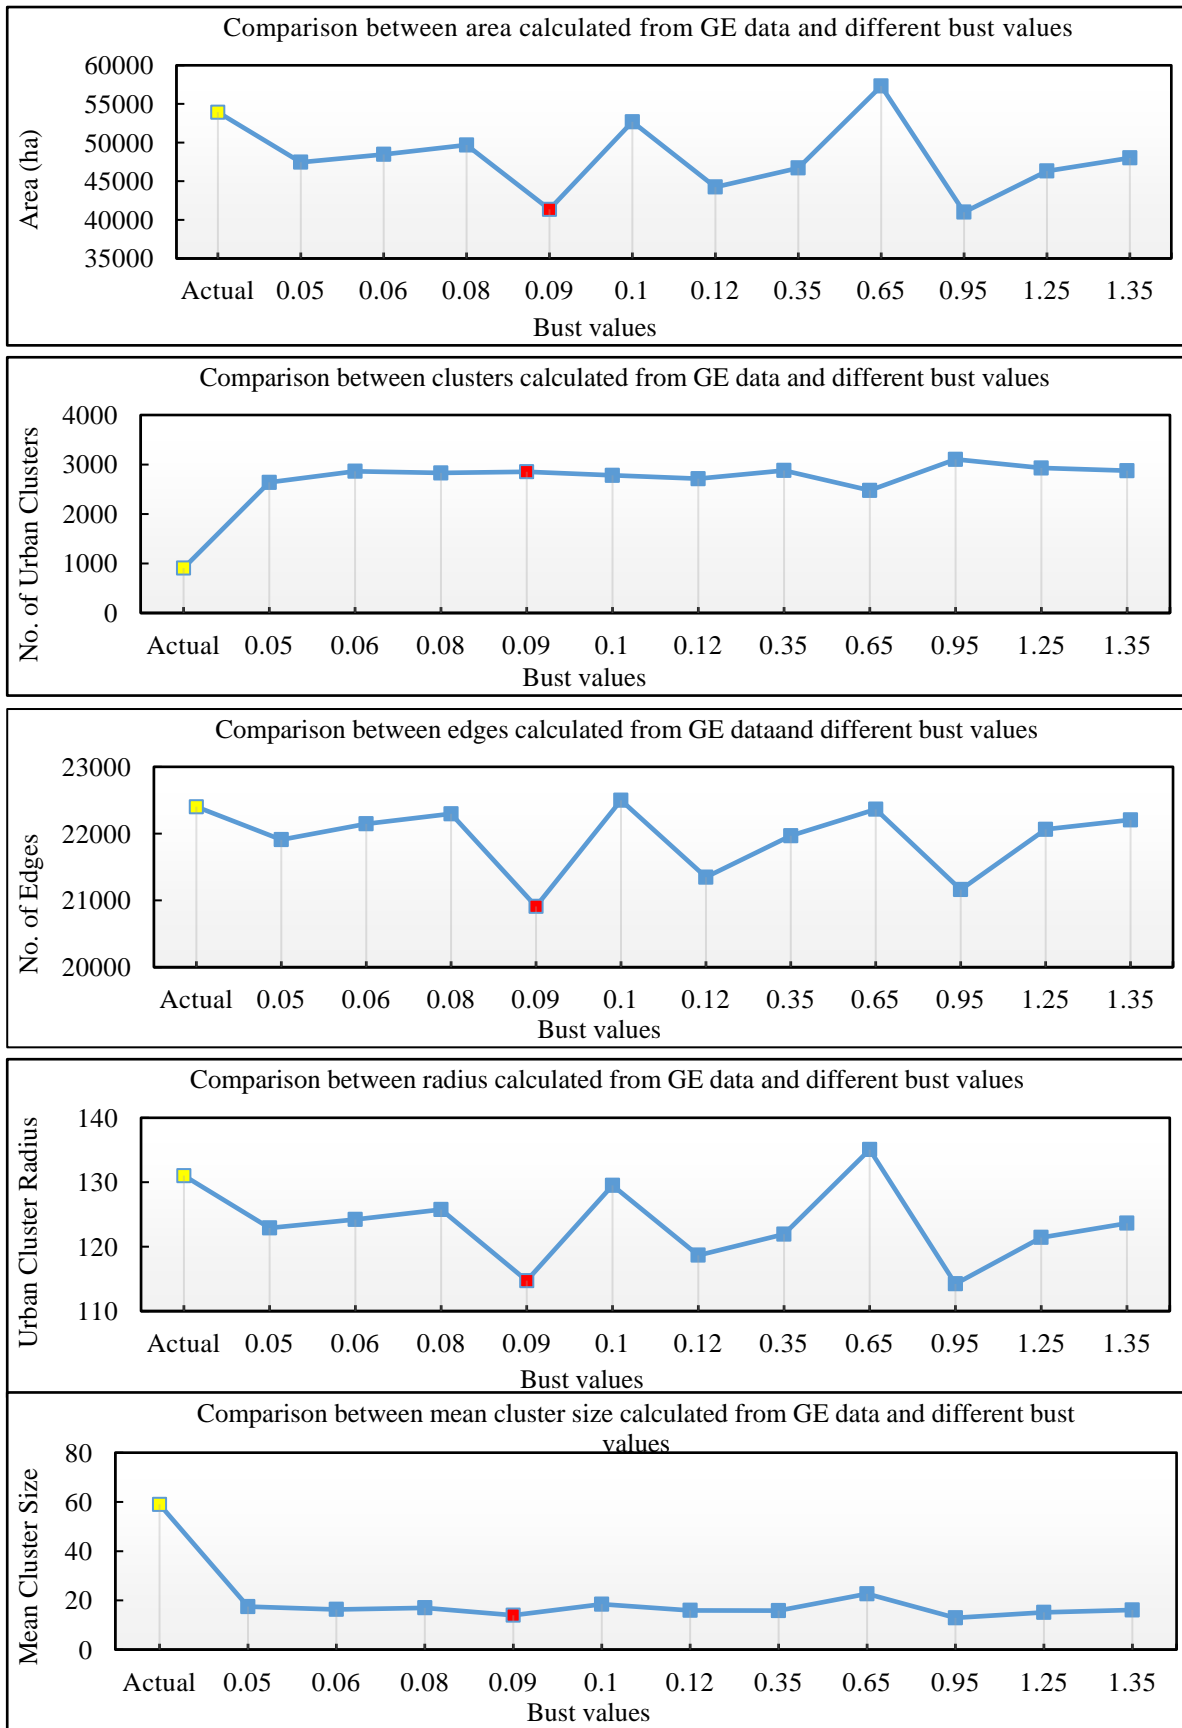 Comparison between area calculated from GE data and different bust values
60000
55000
50000
45000
40000
35000
Area (ha)
Actual 0.05 0.06 0.08 0.09 0.1 0.12 0.35 0.65 0.95 1.25 1.35
Bust values
Comparison between clusters calculated from GE data and different bust values
4000
3000
2000
1000
0
No. of Urban Clusters
Actual 0.05 0.06 0.08 0.09 0.1 0.12 0.35 0.65 0.95 1.25 1.35
Bust values
Comparison between edges calculated from GE dataand different bust values
23000
22000
21000
20000
No. of Edges
Actual 0.05 0.06 0.08 0.09 0.1 0.12 0.35 0.65 0.95 1.25 1.35
Bust values
Comparison between radius calculated from GE data and different bust values
140
130
120
110
Urban Cluster Radius
Actual 0.05 0.06 0.08 0.09 0.1 0.12 0.35 0.65 0.95 1.25 1.35
Bust values
Comparison between mean cluster size calculated from GE data and different bust
values
80
60
40
20
0
Mean Cluster Size
Actual 0.05 0.06 0.08 0.09 0.1 0.12 0.35 0.65 0.95 1.25 1.35
Bust values